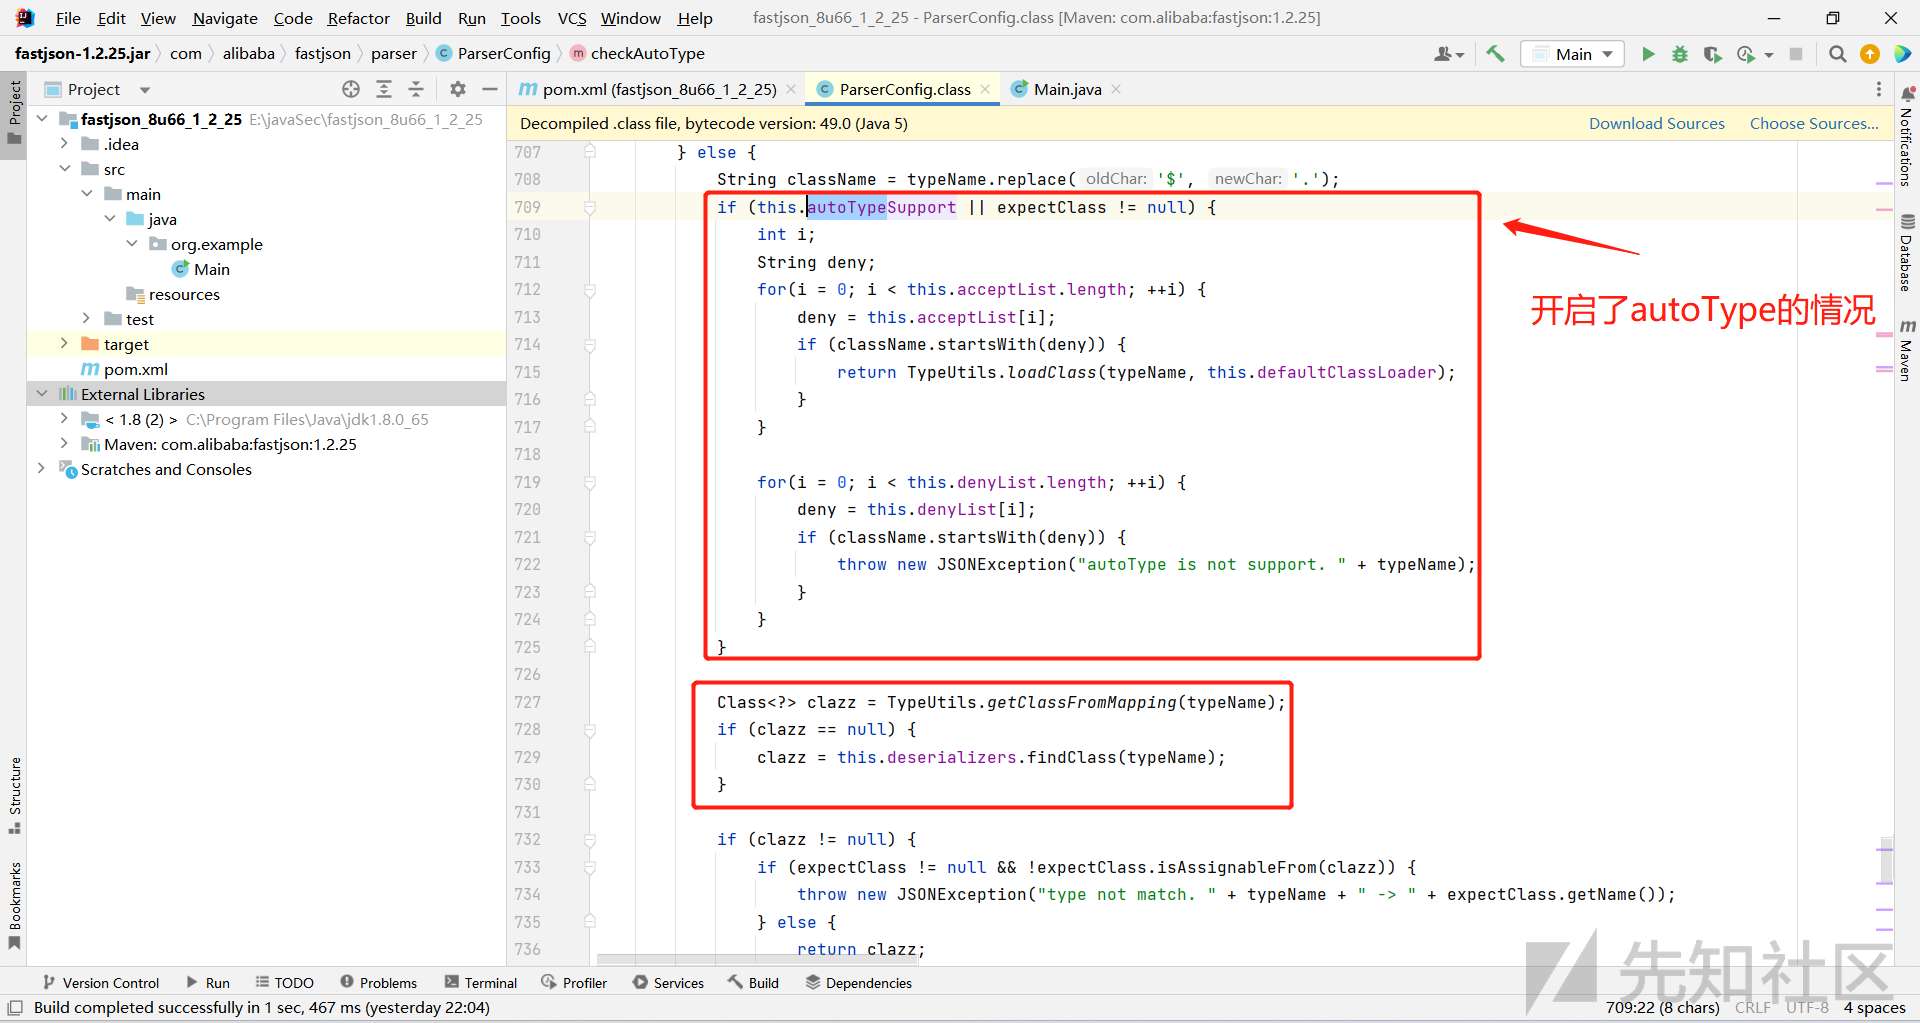 File Edit View Navigate Code Refactor Build Run Tools VCS Window Help fastjson_8u66_1_2_25 - ParserConfig.class [Maven: com.alibaba:fastjson:1.2.25]
fastjson-1.2.25.jar com alibaba fastjson parser ParserConfig checkAutoType Main
Project
pom.xml (fastjson_8u66_1_2_25) ParserConfig.class Main.java
Decompiled .class file, bytecode version: 49.0 (Java 5) Download Sources Choose Sources...
Project
fastjson_8u66_1_2_25 E:\javaSec\fastjson_8u66_1_2_25
.idea
src
main
java
org.example
Main
resources
test
target
pom.xml
External Libraries
< 1.8 (2) > C:\Program Files\Java\jdk1.8.0_65
Maven: com.alibaba:fastjson:1.2.25
Scratches and Consoles
Structure
Bookmarks
707 } else {
708 String className = typeName.replace( oldChar: '$', newChar: '.');
709 if (this.autoTypeSupport || expectClass != null) {
710 int i;
711 String deny;
712 for(i = 0; i < this.acceptList.length; ++i) {
713 deny = this.acceptList[i];
714 if (className.startsWith(deny)) {
715 return TypeUtils.loadClass(typeName, this.defaultClassLoader);
716 }
717 }
718
719 for(i = 0; i < this.denyList.length; ++i) {
720 deny = this.denyList[i];
721 if (className.startsWith(deny)) {
722 throw new JSONException("autoType is not support. " + typeName);
723 }
724 }
725 }
726
727 Class<?> clazz = TypeUtils.getClassFromMapping(typeName);
728 if (clazz == null) {
729 clazz = this.deserializers.findClass(typeName);
730 }
731
732 if (clazz != null) {
733 if (expectClass != null && !expectClass.isAssignableFrom(clazz)) {
734 throw new JSONException("type not match. " + typeName + " -> " + expectClass.getName());
735 } else {
736 return clazz;
开启了autoType的情况
Notifications
Database
Maven
m
先知社区
Version Control Run TODO Problems Terminal Profiler Services Build Dependencies
Build completed successfully in 1 sec, 467 ms (yesterday 22:04) 709:22 (8 chars) CRLF UTF-8 4 spaces